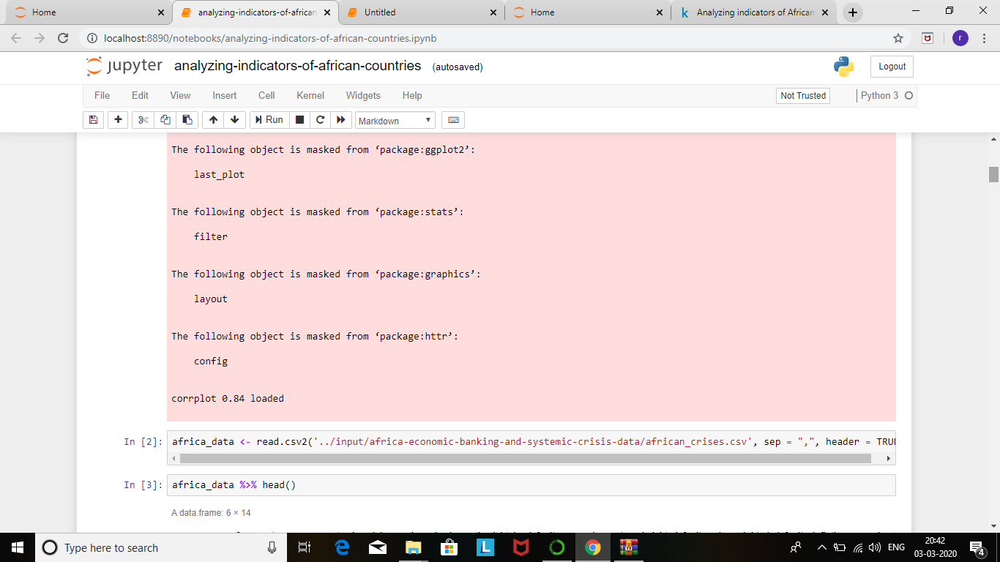 Home
analyzing-indicators-of-african
Untitled
Home
Analyzing indicators of African
localhost:8890/notebooks/analyzing-indicators-of-african-countries.ipynb
r
jupyter analyzing-indicators-of-african-countries (autosaved)
Logout
File Edit View Insert Cell Kernel Widgets Help
Not Trusted
Python 3
Run
Markdown
The following object is masked from ‘package:ggplot2’:
last_plot
The following object is masked from ‘package:stats’:
filter
The following object is masked from ‘package:graphics’:
layout
The following object is masked from ‘package:httr’:
config
corrplot 0.84 loaded
In [2]: africa_data <- read.csv2('../input/africa-economic-banking-and-systemic-crisis-data/african_crises.csv', sep = ",", header = TRU
In [3]: africa_data %>% head()
A data.frame: 6 × 14
Type here to search
ENG
20:42
03-03-2020
4